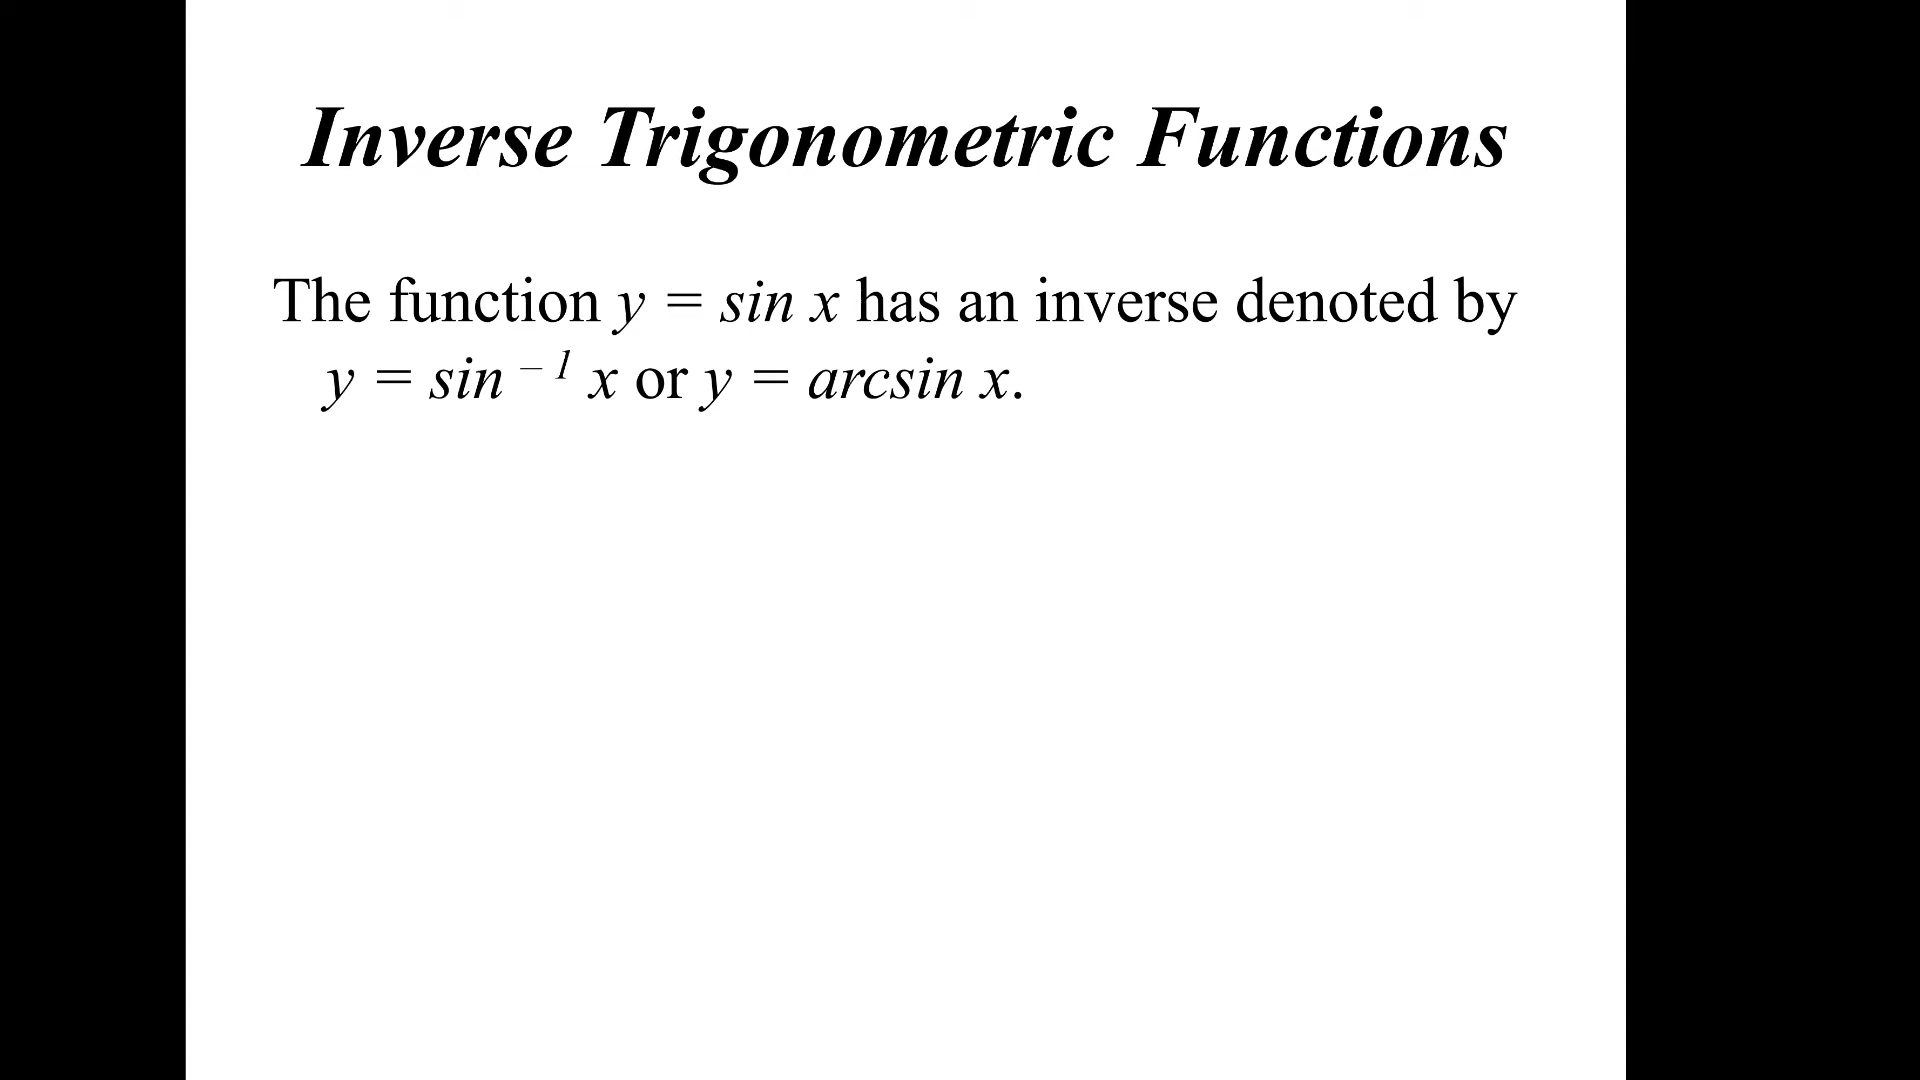 Inverse Trigonometric Functions
The function y = sin x has an inverse denoted by
y = sin ⁻¹ x or y = arcsin x.